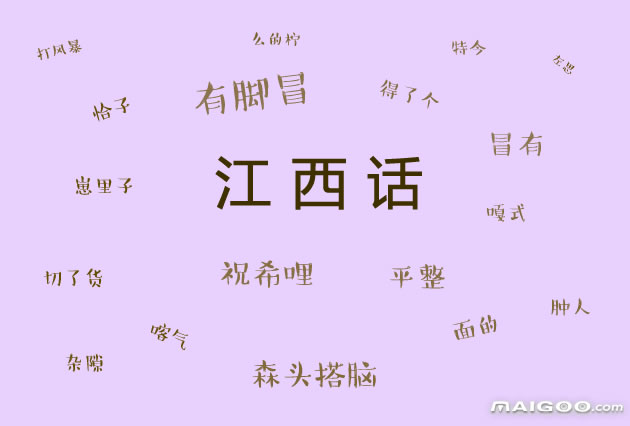 打风暴
么的柠
特今
左思
恰子
有脚冒
得了个
冒有
江西话
崽里子
嘎式
切了货
祝希哩
平整
肿人
面的
喀气
杂隙
森头搭脑
MAIGOO.com